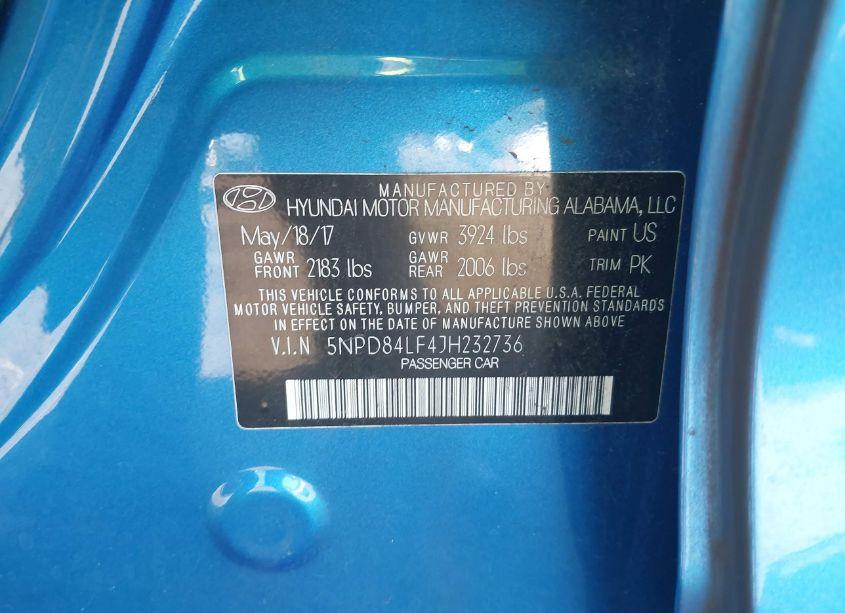 MANUFACTURED BY
HYUNDAI MOTOR MANUFACTURING ALABAMA, LLC
May/18/17 GVWR 3924 lbs PAINT US
GAWR FRONT 2183 lbs GAWR REAR 2006 lbs TRIM PK
THIS VEHICLE CONFORMS TO ALL APPLICABLE U.S.A. FEDERAL
MOTOR VEHICLE SAFETY, BUMPER, AND THEFT PREVENTION STANDARDS
IN EFFECT ON THE DATE OF MANUFACTURE SHOWN ABOVE
V.I.N 5NPD84LF4JH232736
PASSENGER CAR